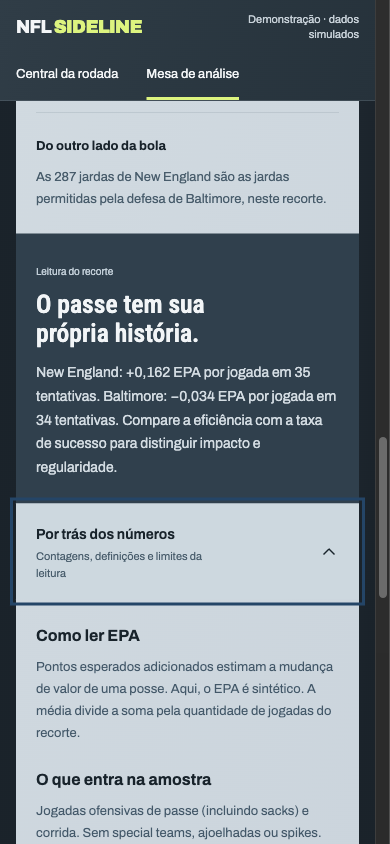 NFL SIDELINE
Demonstração · dados
simulados
Central da rodada
Mesa de análise
Do outro lado da bola
As 287 jardas de New England são as jardas
permitidas pela defesa de Baltimore, neste recorte.
Leitura do recorte
O passe tem sua
própria história.
New England: +0,162 EPA por jogada em 35
tentativas. Baltimore: −0,034 EPA por jogada em
34 tentativas. Compare a eficiência com a taxa
de sucesso para distinguir impacto e
regularidade.
Por trás dos números
Contagens, definições e limites da
leitura
Como ler EPA
Pontos esperados adicionados estimam a mudança
de valor de uma posse. Aqui, o EPA é sintético. A
média divide a soma pela quantidade de jogadas do
recorte.
O que entra na amostra
Jogadas ofensivas de passe (incluindo sacks) e
corrida. Sem special teams, ajoelhadas ou spikes.